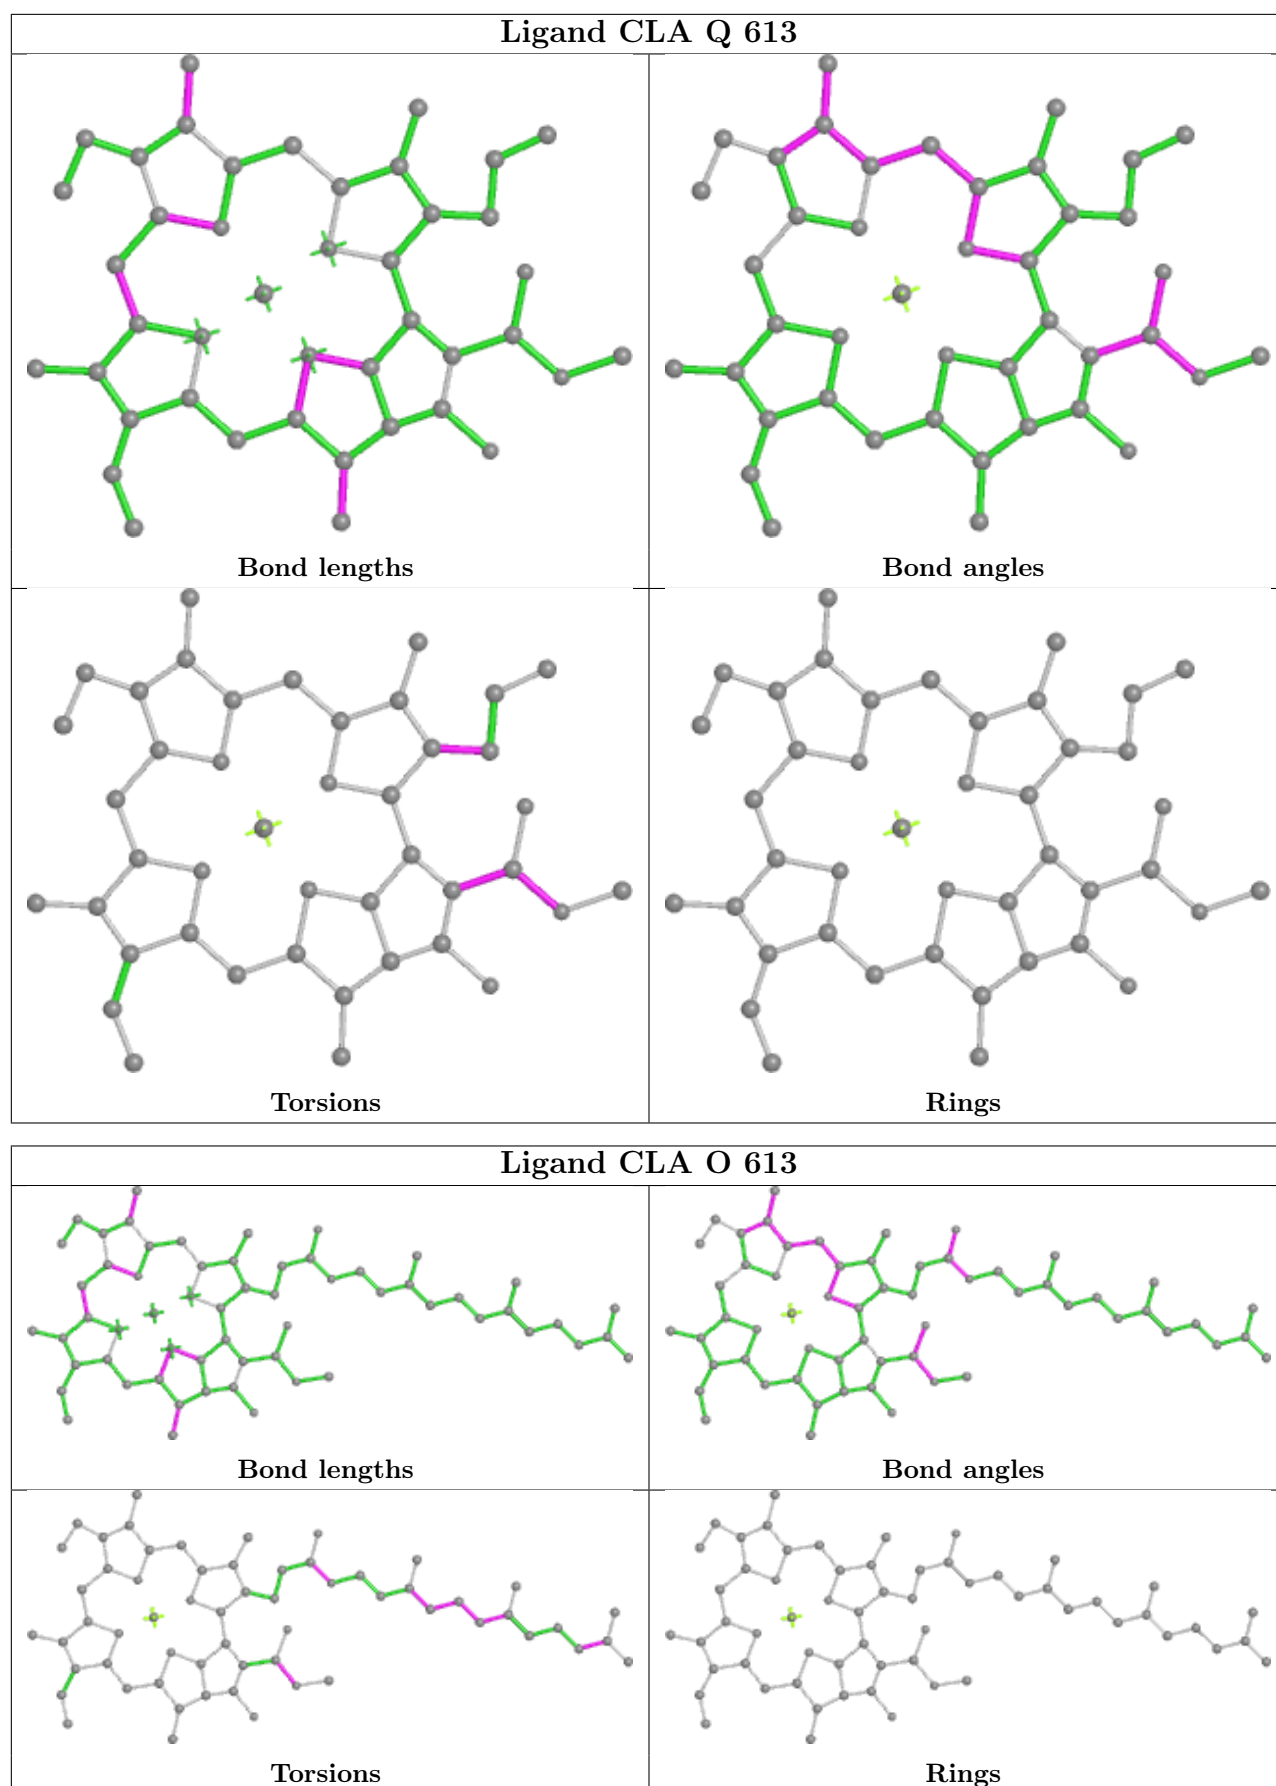 Ligand CLA Q 613
Bond lengths
Bond angles
Torsions
Rings
Ligand CLA O 613
Bond lengths
Bond angles
Torsions
Rings